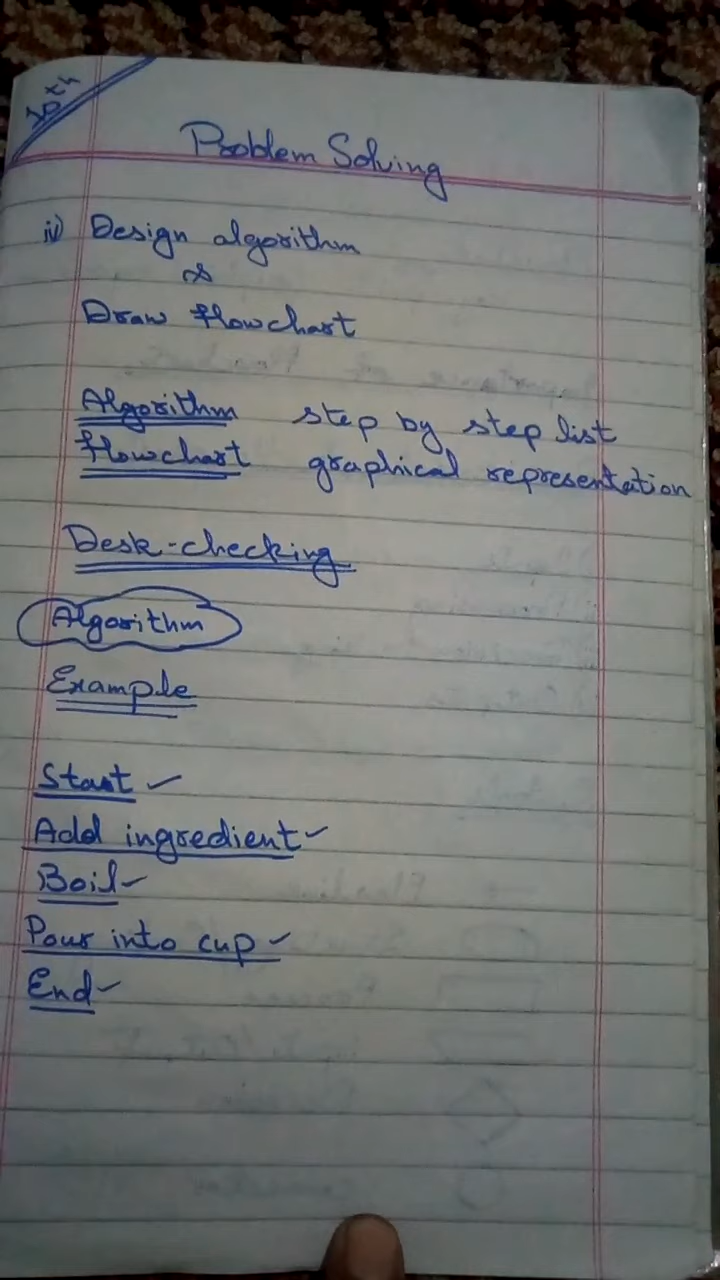 10th
Problem Solving
iv) Design algorithm
or
Draw flowchart
Algorithm step by step list
flowchart graphical representation
Desk-checking
Algorithm
Example
Start
Add ingredient
Boil
Pour into cup
End